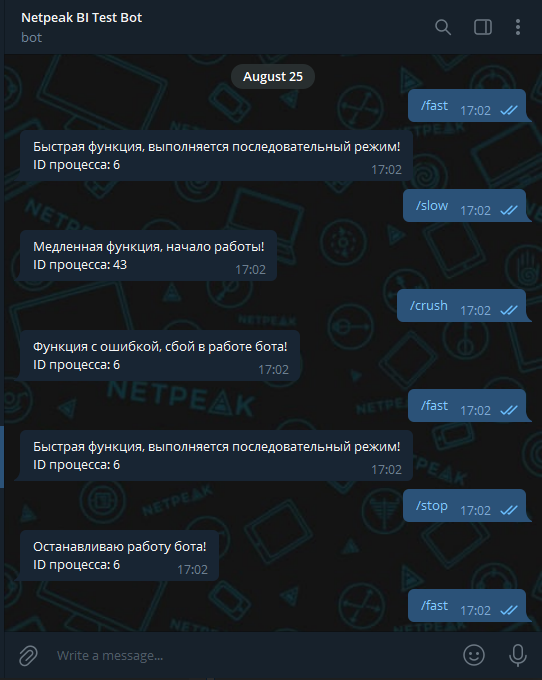 Netpeak BI Test Bot
bot
August 25
/fast 17:02
Быстрая функция, выполняется последовательный режим!
ID процесса: 6 17:02
/slow 17:02
Медленная функция, начало работы!
ID процесса: 43 17:02
/crush 17:02
Функция с ошибкой, сбой в работе бота!
ID процесса: 6 17:02
NETPEAK
/fast 17:02
Быстрая функция, выполняется последовательный режим!
ID процесса: 6 17:02
NETPEAK
/stop 17:02
Останавливаю работу бота!
ID процесса: 6 17:02
/fast 17:02
Write a message...